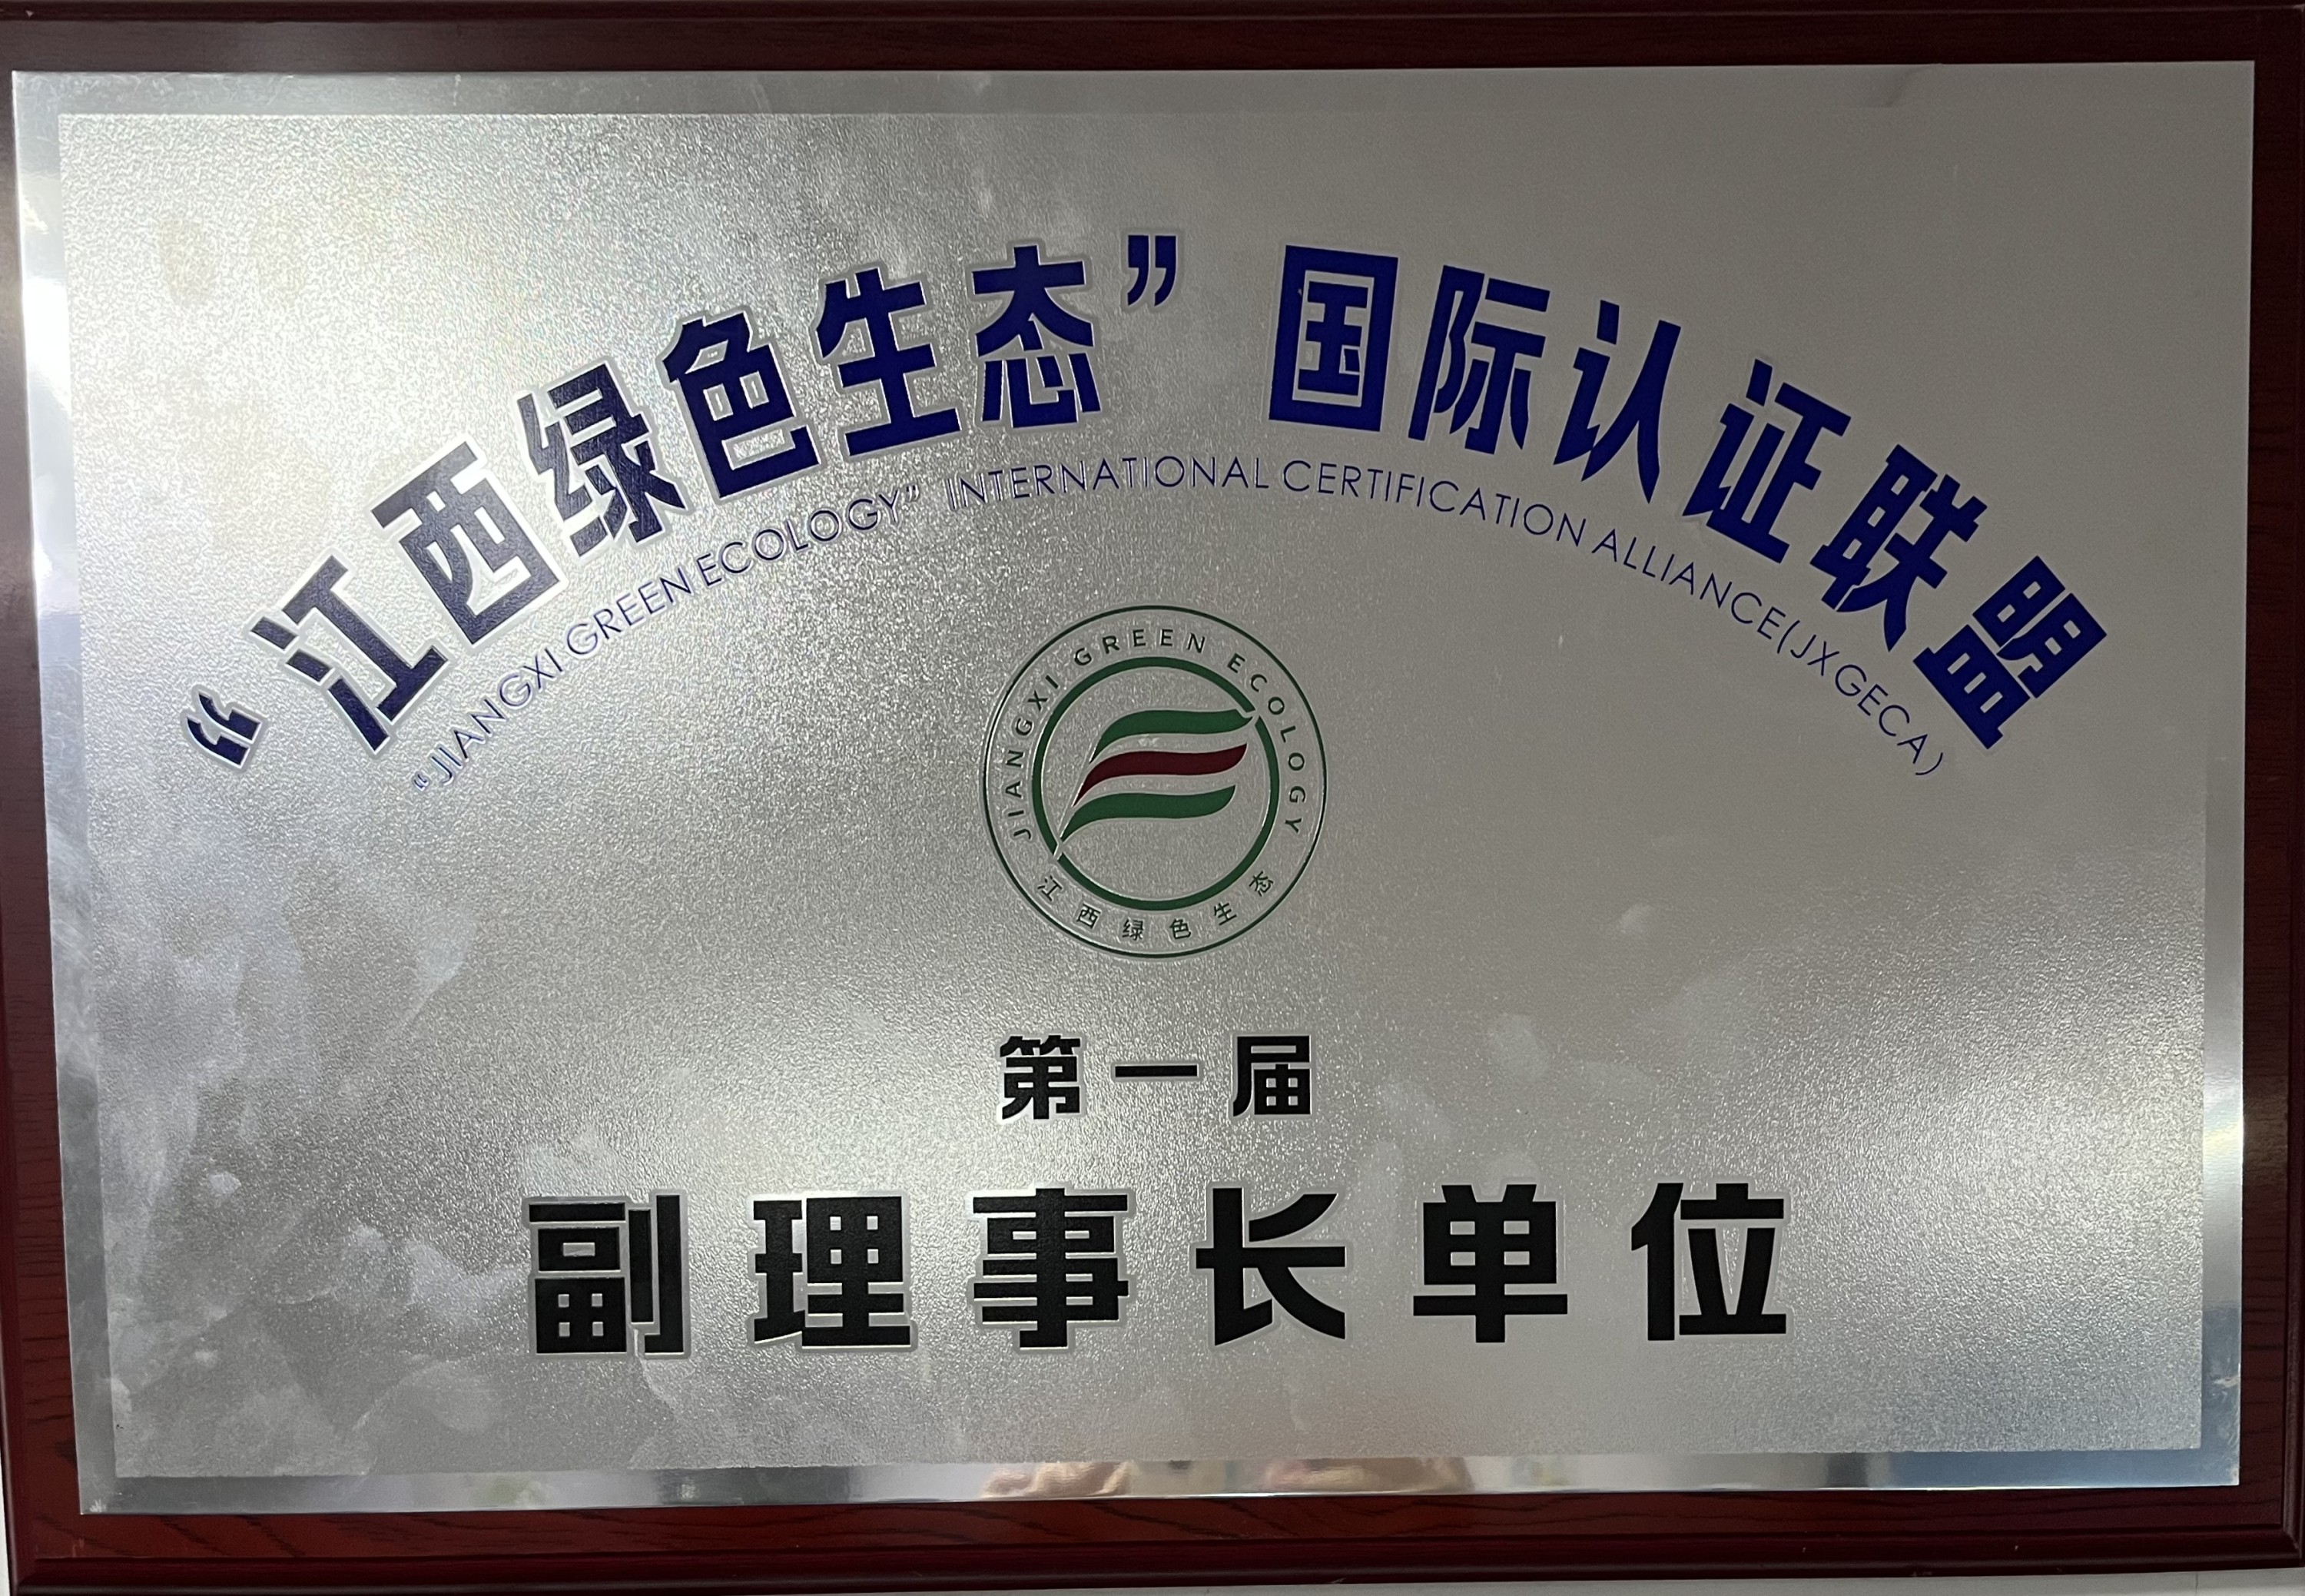 “江西绿色生态”国际认证联盟
“JIANGXI GREEN ECOLOGY” INTERNATIONAL CERTIFICATION ALLIANCE(JXGECA)
JIANGXI GREEN ECOLOGY
江西绿色生态
第一届
副理事长单位